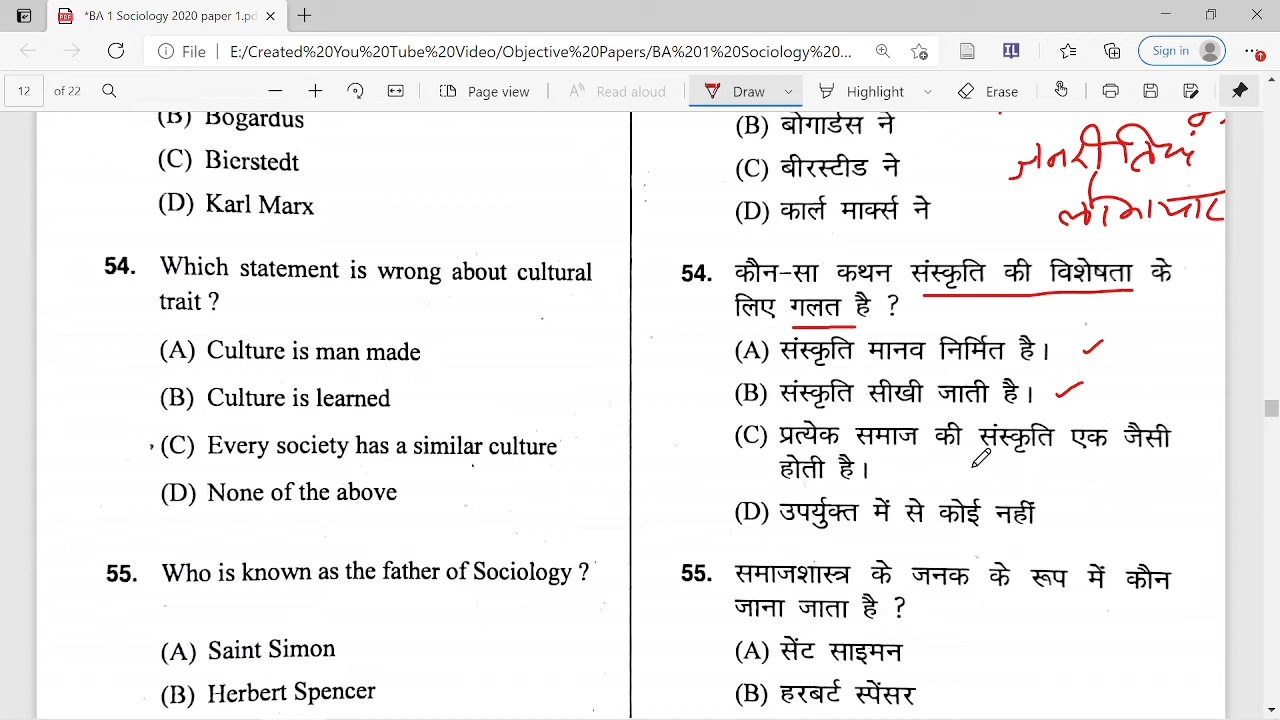 *BA 1 Sociology 2020 paper 1.pd
File E:/Created%20You%20Tube%20Video/Objective%20Papers/BA%201%20Sociology%20...
Sign in
12 of 22
Page view
Read aloud
Draw
Highlight
Erase
(B) Bogardus
(C) Bierstedt
(D) Karl Marx
54. Which statement is wrong about cultural
trait ?
(A) Culture is man made
(B) Culture is learned
(C) Every society has a similar culture
(D) None of the above
55. Who is known as the father of Sociology ?
(A) Saint Simon
(B) Herbert Spencer
(B) बोगार्डस ने
(C) बीरस्टीड ने
(D) कार्ल मार्क्स ने
54. कौन-सा कथन संस्कृति की विशेषता के
लिए गलत है ?
(A) संस्कृति मानव निर्मित है।
(B) संस्कृति सीखी जाती है।
(C) प्रत्येक समाज की संस्कृति एक जैसी
होती है।
(D) उपर्युक्त में से कोई नहीं
55. समाजशास्त्र के जनक के रूप में कौन
जाना जाता है ?
(A) सेंट साइमन
(B) हरबर्ट स्पेंसर